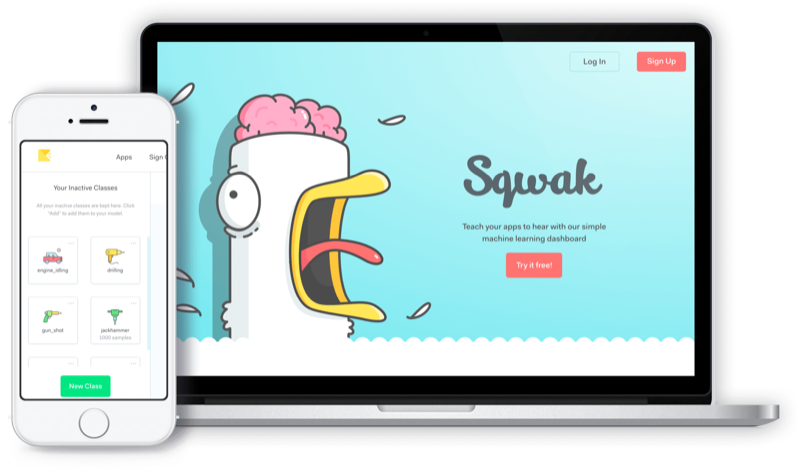 Log In
Sign Up
Sqwak
Teach your apps to hear with our simple
machine learning dashboard
Try it free!
Apps
Sign
Your Inactive Classes
All your inactive classes are kept here. Click
"Add" to add them to your model.
engine_idling
drilling
gun_shot
jackhammer
1000 samples
New Class